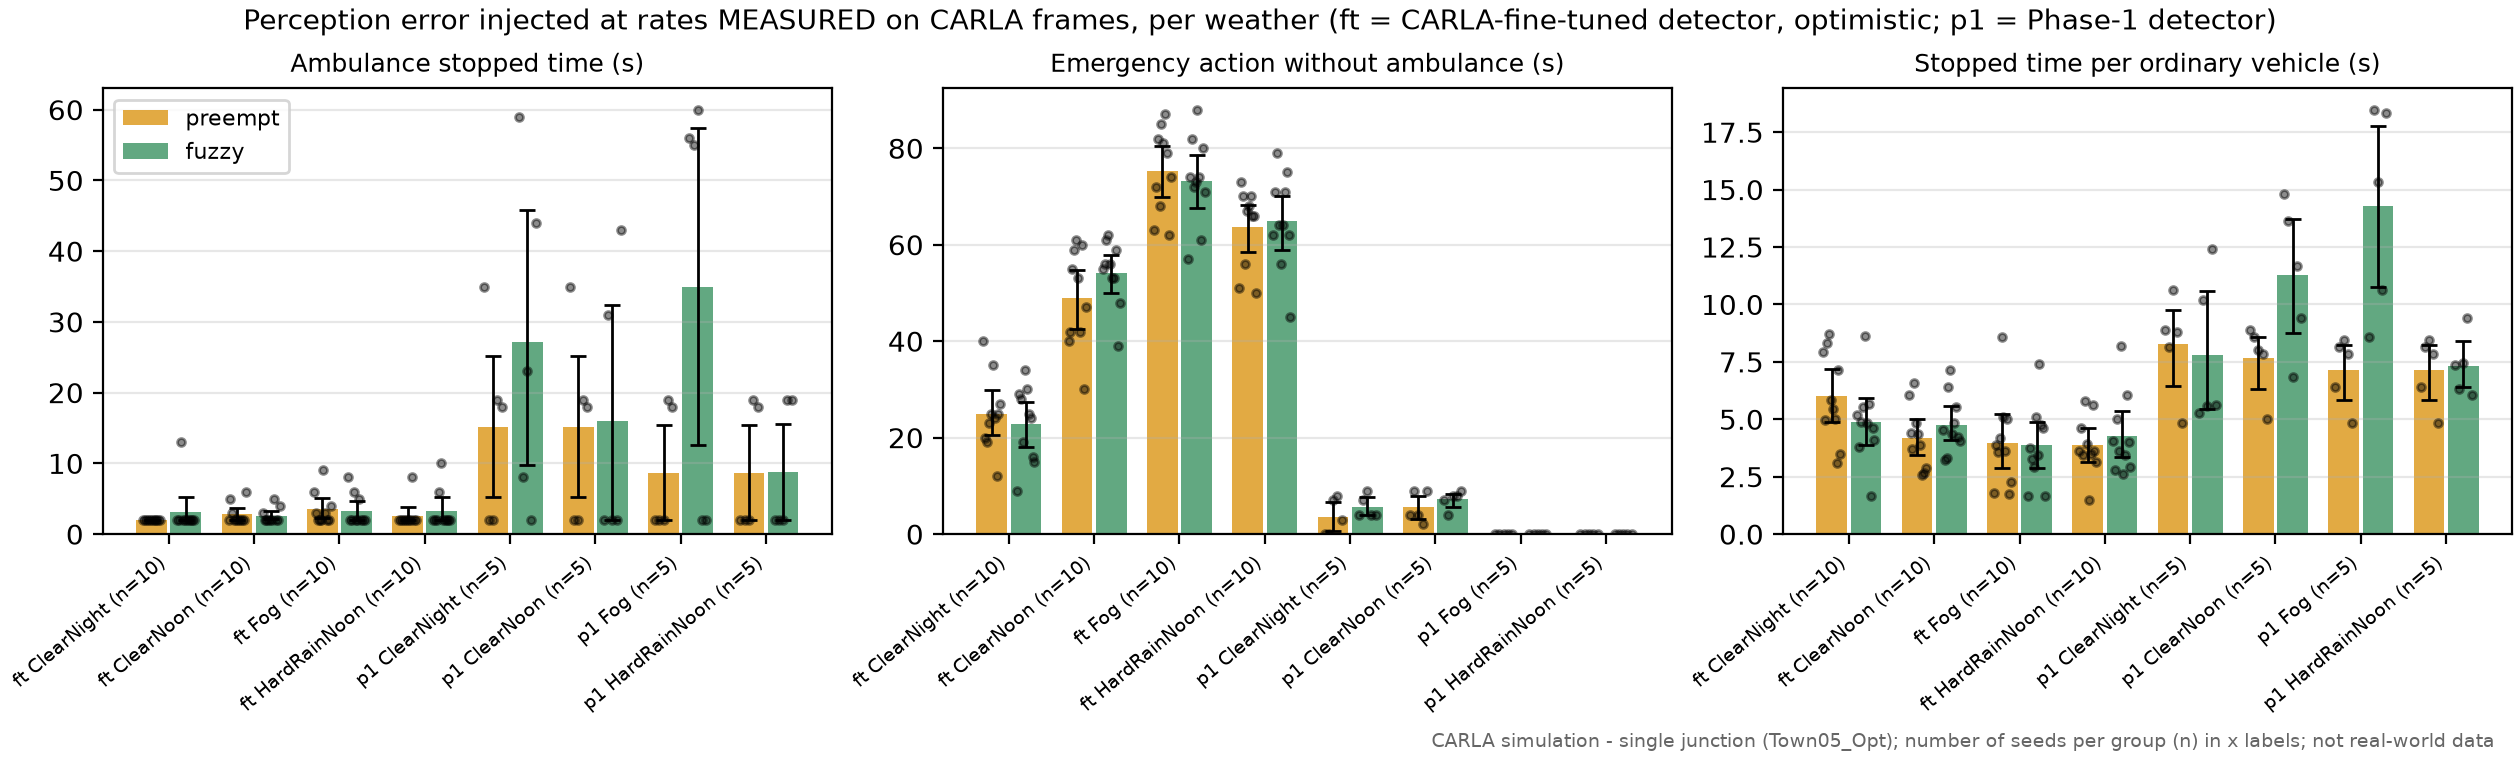 Perception error injected at rates MEASURED on CARLA frames, per weather (ft = CARLA-fine-tuned detector, optimistic; p1 = Phase-1 detector)
Ambulance stopped time (s)
preempt
fuzzy
60
50
40
30
20
10
0
ft ClearNight (n=10)
ft ClearNoon (n=10)
ft Fog (n=10)
ft HardRainNoon (n=10)
p1 ClearNight (n=5)
p1 ClearNoon (n=5)
p1 Fog (n=5)
p1 HardRainNoon (n=5)
Emergency action without ambulance (s)
80
60
40
20
0
ft ClearNight (n=10)
ft ClearNoon (n=10)
ft Fog (n=10)
ft HardRainNoon (n=10)
p1 ClearNight (n=5)
p1 ClearNoon (n=5)
p1 Fog (n=5)
p1 HardRainNoon (n=5)
Stopped time per ordinary vehicle (s)
17.5
15.0
12.5
10.0
7.5
5.0
2.5
0.0
ft ClearNight (n=10)
ft ClearNoon (n=10)
ft Fog (n=10)
ft HardRainNoon (n=10)
p1 ClearNight (n=5)
p1 ClearNoon (n=5)
p1 Fog (n=5)
p1 HardRainNoon (n=5)
CARLA simulation - single junction (Town05_Opt); number of seeds per group (n) in x labels; not real-world data